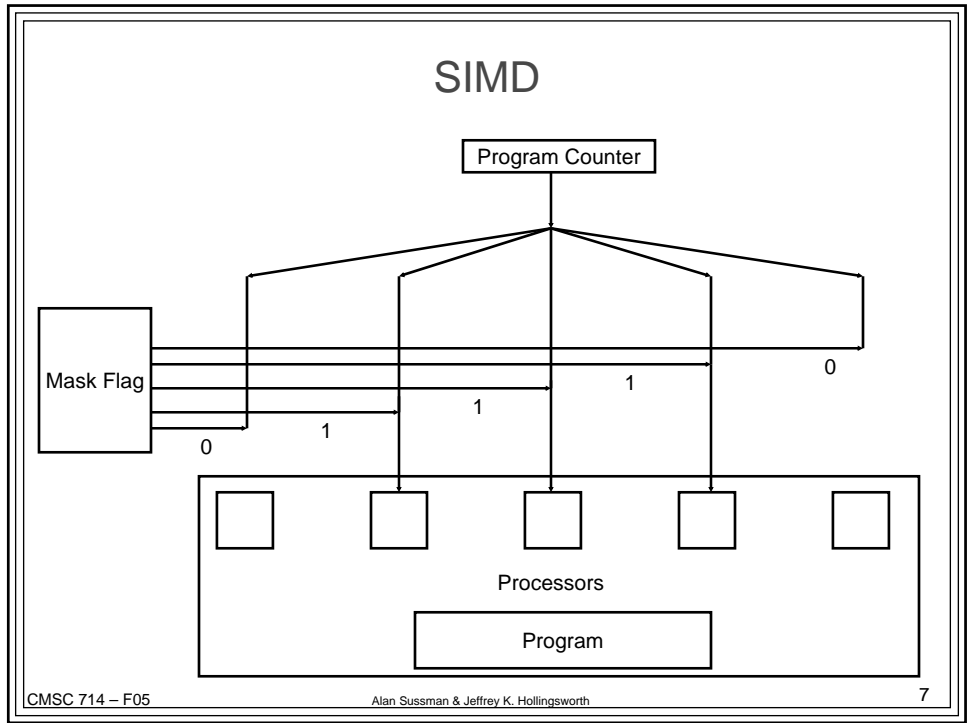 SIMD
Program Counter
Mask Flag
0
1
1
1
0
Processors
Program
CMSC 714 – F05
Alan Sussman & Jeffrey K. Hollingsworth
7